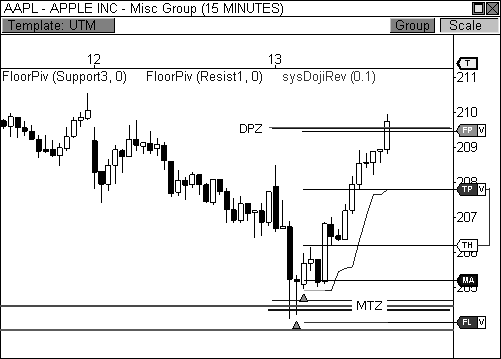 AAPL - APPLE INC - Misc Group (15 MINUTES)
Template: UTM Group Scale
12 13 T
211
FloorPiv (Support3, 0) FloorPiv (Resist1, 0) sysDojiRev (0.1)
210
DPZ FP V
209
208
TP V
207
TH
206
MA
205
MTZ
FL V